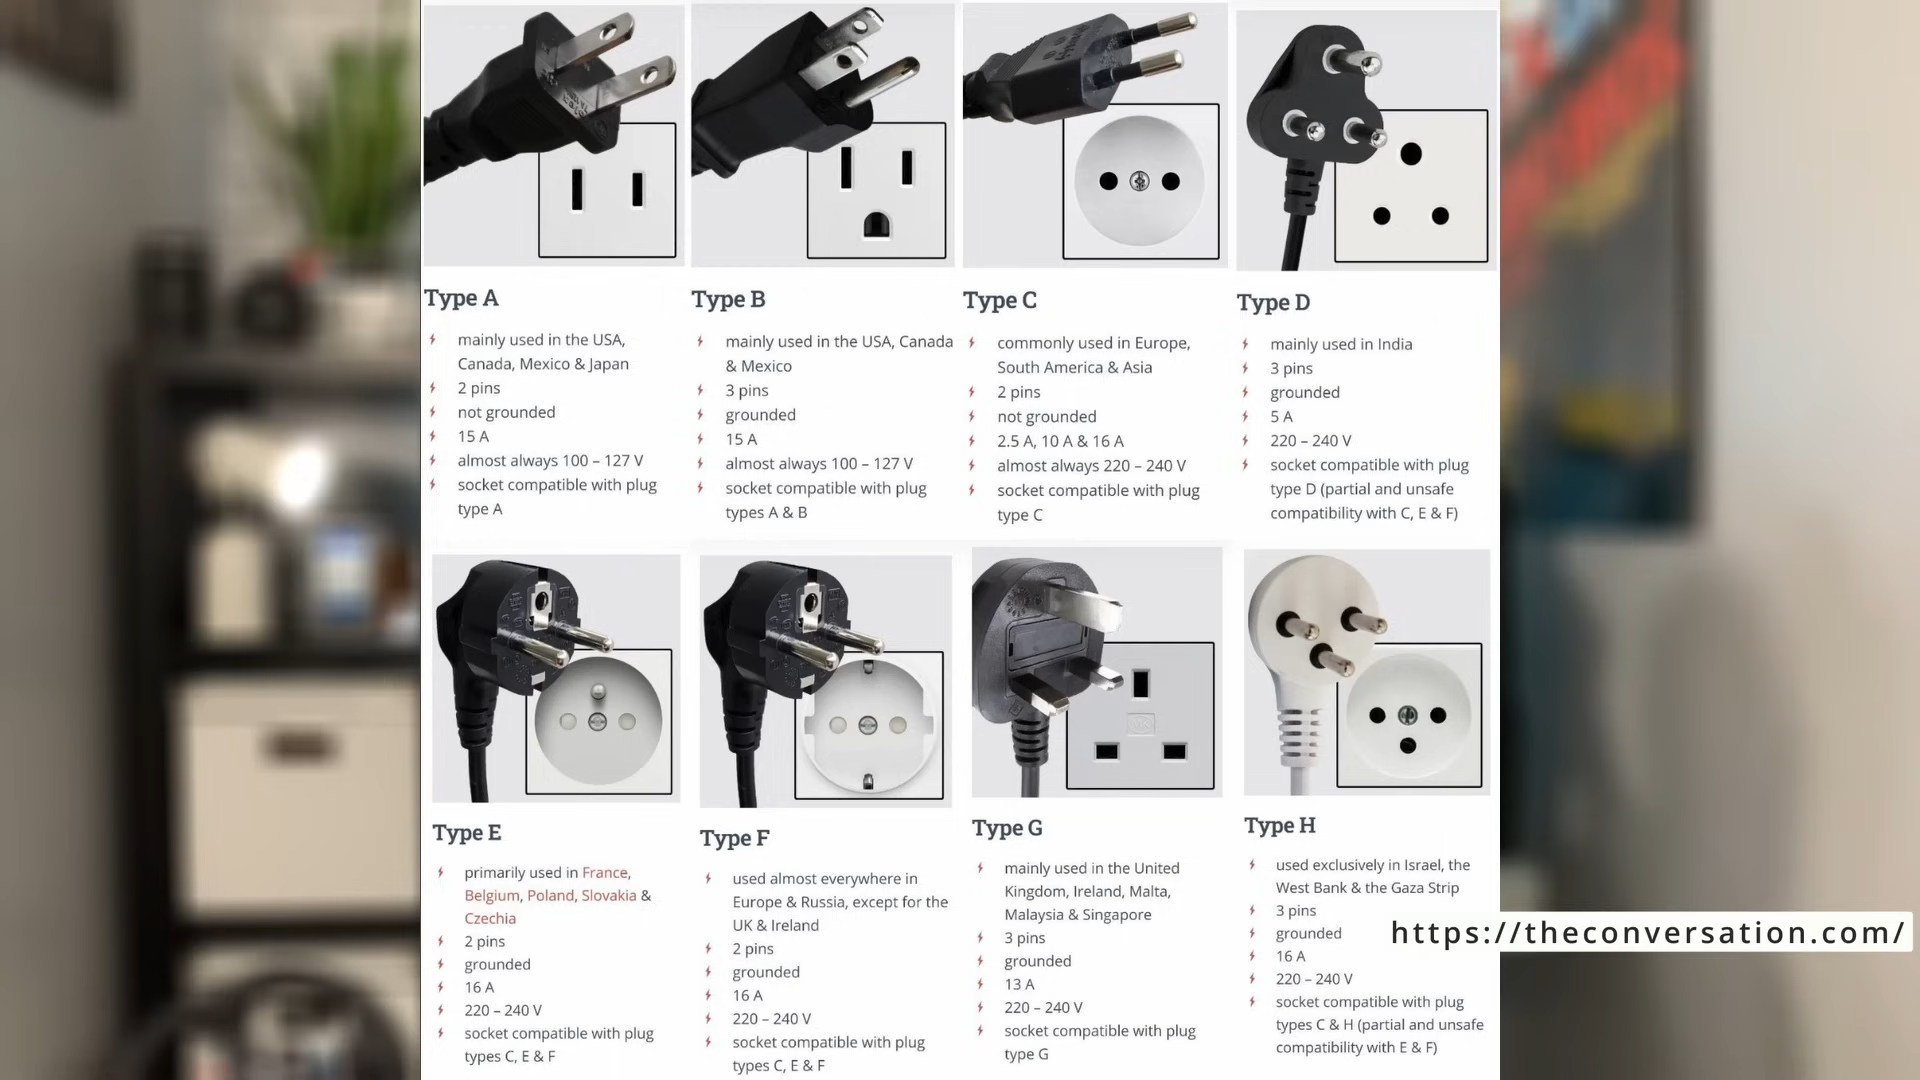 Type A
mainly used in the USA,
Canada, Mexico & Japan
2 pins
not grounded
15 A
almost always 100 – 127 V
socket compatible with plug
type A
Type B
mainly used in the USA, Canada
& Mexico
3 pins
grounded
15 A
almost always 100 – 127 V
socket compatible with plug
types A & B
Type C
commonly used in Europe,
South America & Asia
2 pins
not grounded
2.5 A, 10 A & 16 A
almost always 220 – 240 V
socket compatible with plug
type C
Type D
mainly used in India
3 pins
grounded
5 A
220 – 240 V
socket compatible with plug
type D (partial and unsafe
compatibility with C, E & F)
Type E
primarily used in France,
Belgium, Poland, Slovakia &
Czechia
2 pins
grounded
16 A
220 – 240 V
socket compatible with plug
types C, E & F
Type F
used almost everywhere in
Europe & Russia, except for the
UK & Ireland
2 pins
grounded
16 A
220 – 240 V
socket compatible with plug
types C, E & F
Type G
mainly used in the United
Kingdom, Ireland, Malta,
Malaysia & Singapore
3 pins
grounded
13 A
220 – 240 V
socket compatible with plug
type G
Type H
used exclusively in Israel, the
West Bank & the Gaza Strip
3 pins
grounded
16 A
220 – 240 V
socket compatible with plug
types C & H (partial and unsafe
compatibility with E & F)
https://theconversation.com/